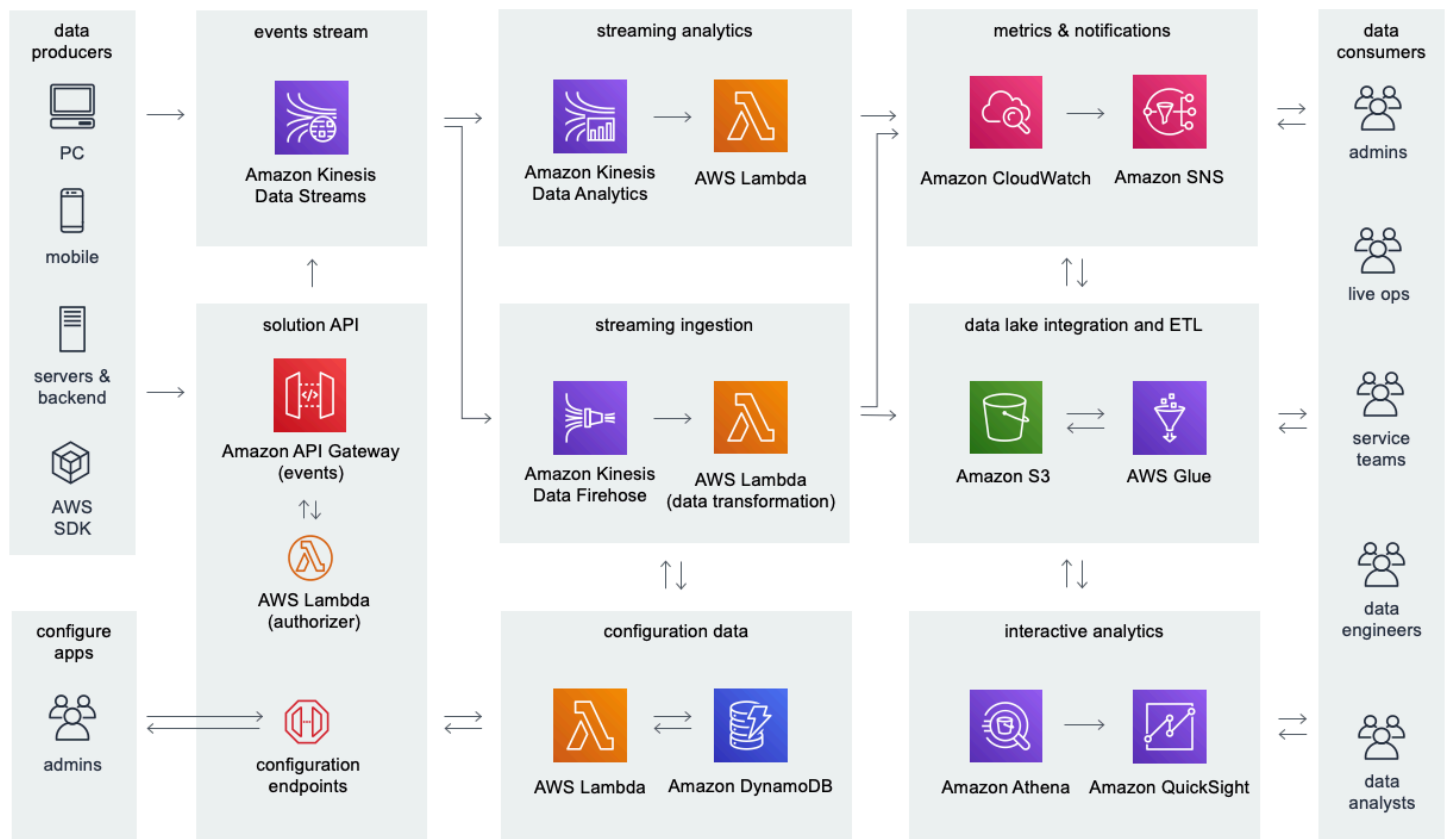 data
producers
PC
mobile
servers &
backend
AWS
SDK
configure
apps
admins
events stream
Amazon Kinesis
Data Streams
solution API
Amazon API Gateway
(events)
AWS Lambda
(authorizer)
configuration
endpoints
streaming analytics
Amazon Kinesis
Data Analytics
AWS Lambda
streaming ingestion
Amazon Kinesis
Data Firehose
AWS Lambda
(data transformation)
configuration data
AWS Lambda
Amazon DynamoDB
metrics & notifications
Amazon CloudWatch
Amazon SNS
data lake integration and ETL
Amazon S3
AWS Glue
interactive analytics
Amazon Athena
Amazon QuickSight
data
consumers
admins
live ops
service
teams
data
engineers
data
analysts